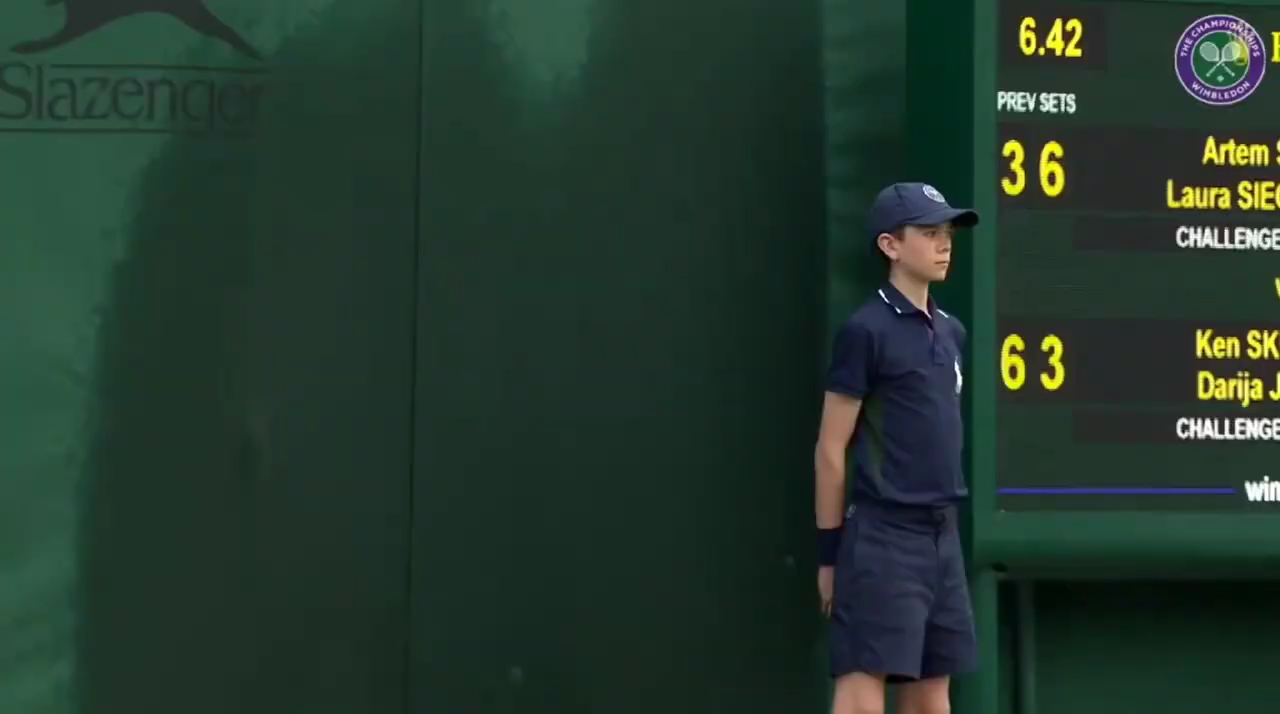 Slazenger
6.42
THE CHAMPIONSHIPS
WIMBLEDON
PREV SETS
3 6
Artem S
Laura SIEG
CHALLENGE
6 3
Ken SK
Darija J
CHALLENGE
wim